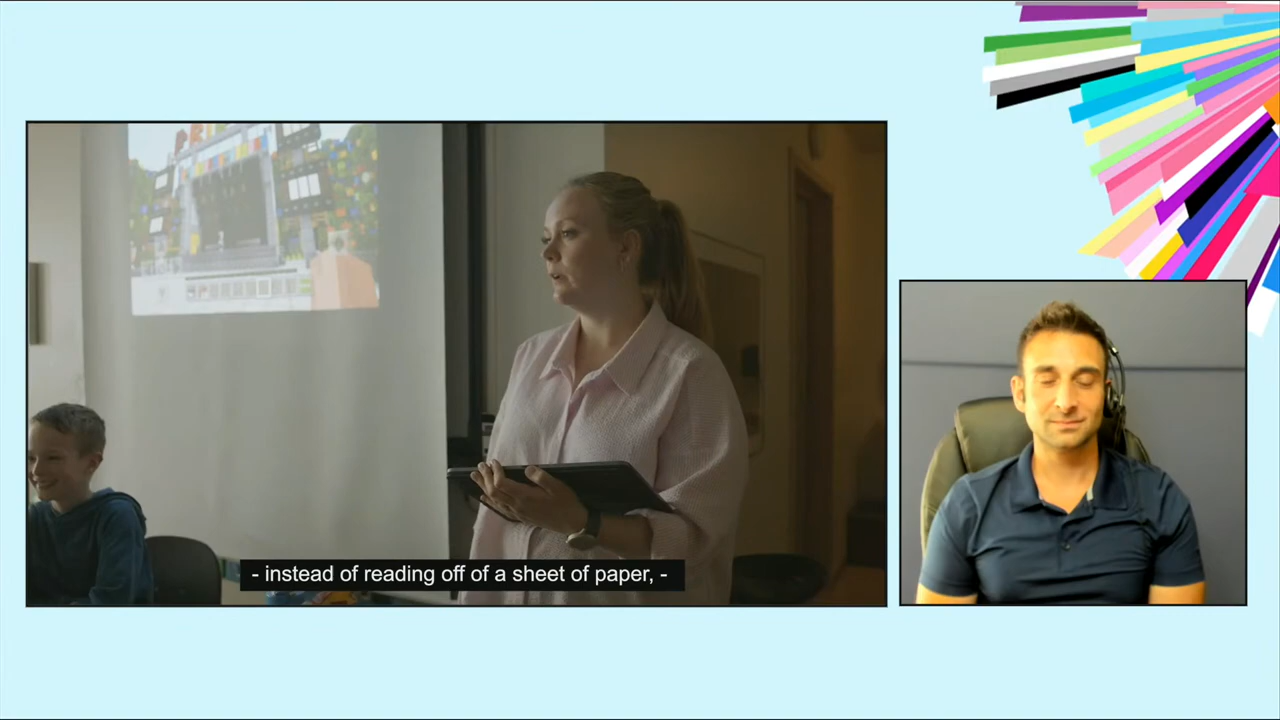 - instead of reading off of a sheet of paper, -